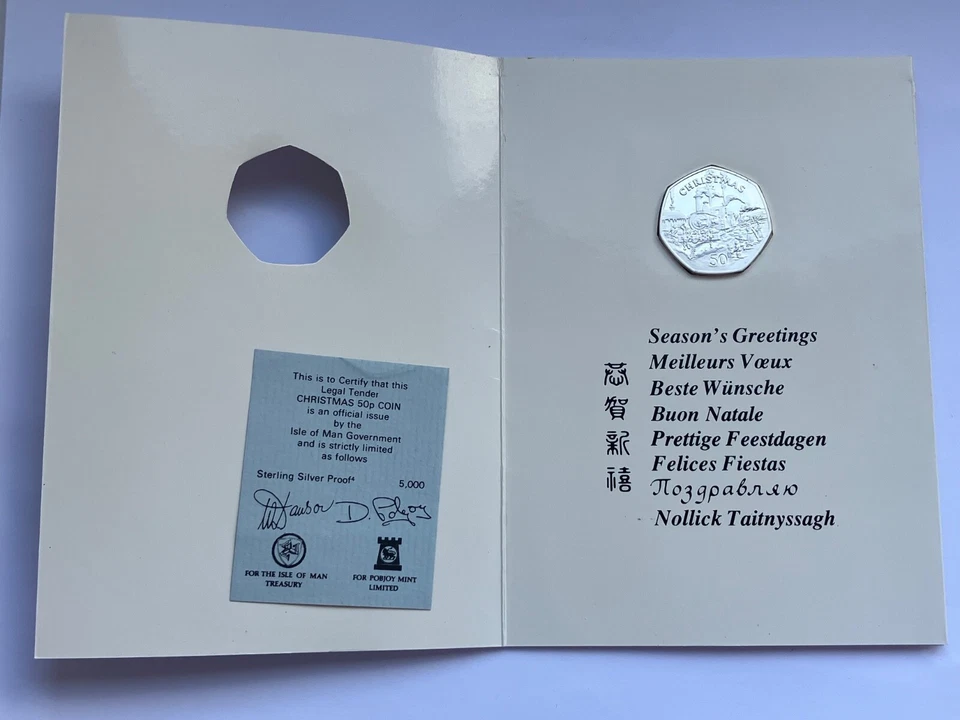 This is to Certify that this
Legal Tender
CHRISTMAS 50p COIN
is an official issue
by the
Isle of Man Government
and is strictly limited
as follows
Sterling Silver Proof⁴ 5,000
D. Pobjoy
FOR THE ISLE OF MAN
TREASURY
FOR POBJOY MINT
LIMITED
CHRISTMAS
50
恭賀新禧
Season's Greetings
Meilleurs Vœux
Beste Wünsche
Buon Natale
Prettige Feestdagen
Felices Fiestas
Поздравляю
Nollick Taitnyssagh